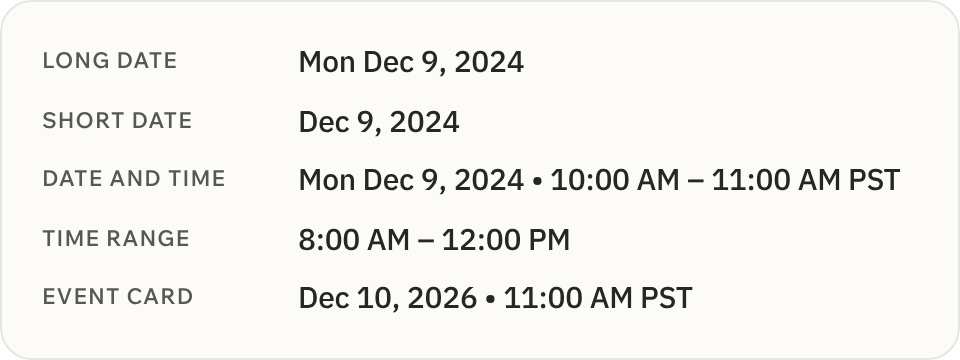 LONG DATE Mon Dec 9, 2024
SHORT DATE Dec 9, 2024
DATE AND TIME Mon Dec 9, 2024 • 10:00 AM – 11:00 AM PST
TIME RANGE 8:00 AM – 12:00 PM
EVENT CARD Dec 10, 2026 • 11:00 AM PST